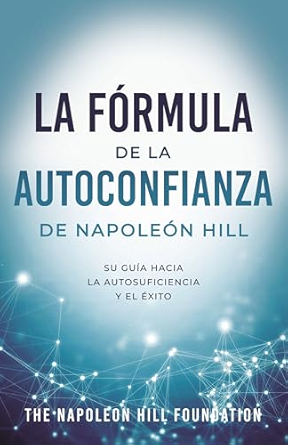 LA FÓRMULA
DE LA
AUTOCONFIANZA
DE NAPOLEÓN HILL
SU GUÍA HACIA
LA AUTOSUFICIENCIA
Y EL ÉXITO
THE NAPOLEON HILL FOUNDATION